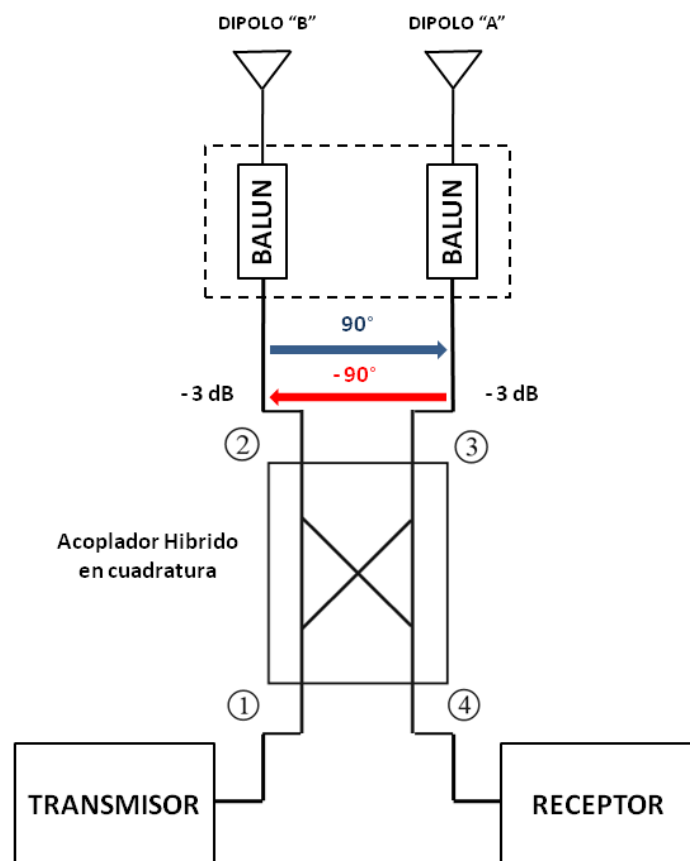 DIPOLO “B” DIPOLO “A”
BALUN BALUN
90°
- 90°
- 3 dB - 3 dB
2 3
Acoplador Hibrido
en cuadratura
1 4
TRANSMISOR RECEPTOR